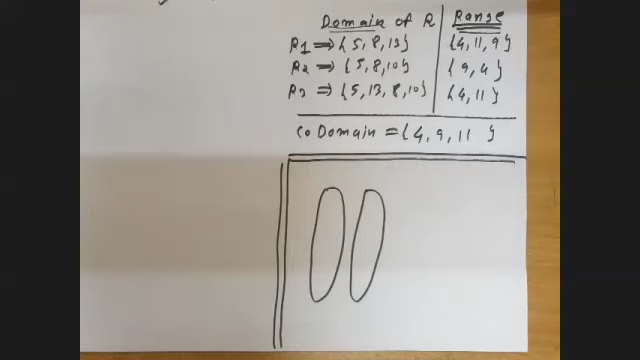 Domain of R Range
R1 ⇒ {5, 8, 13} {4, 11, 9}
R2 ⇒ {5, 8, 10} {9, 4}
R3 ⇒ {5, 13, 8, 10} {4, 11}
Co Domain = {4, 9, 11 }